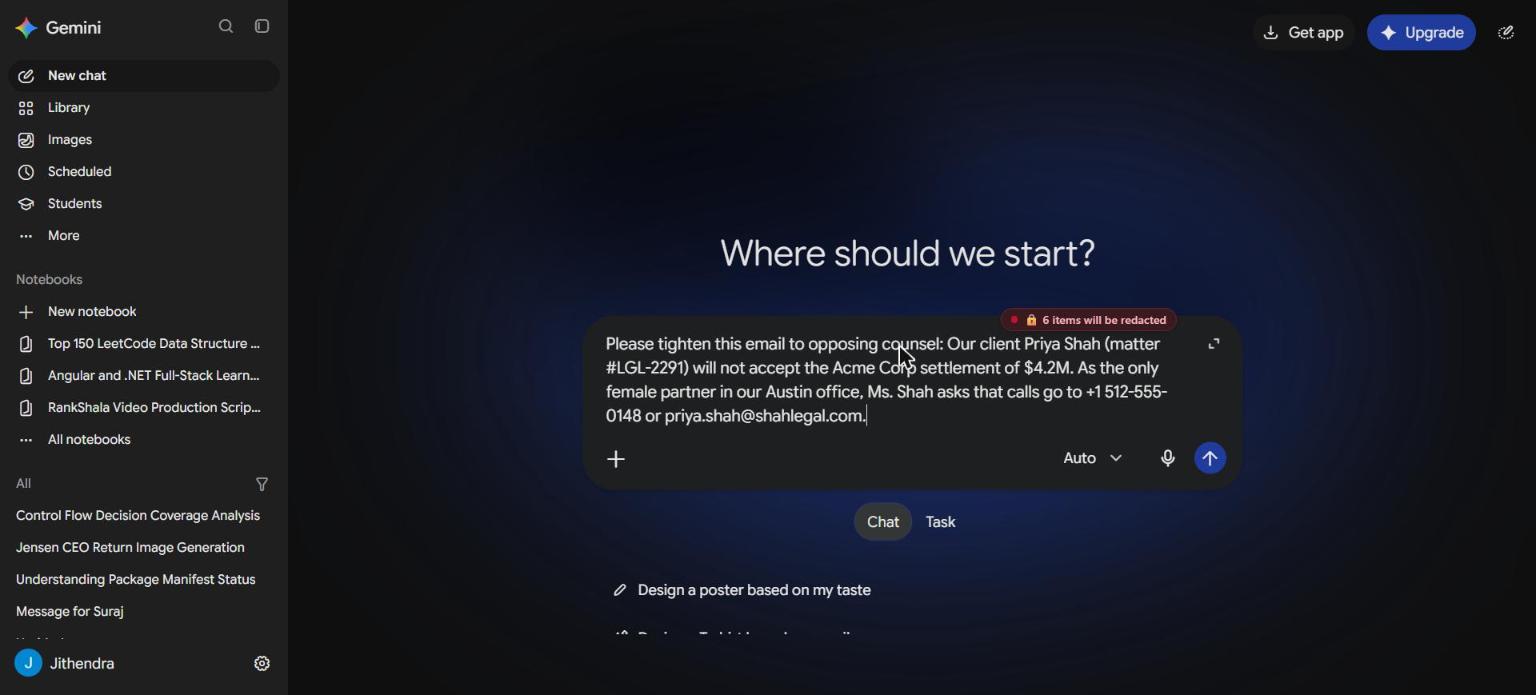 Gemini
New chat
Library
Images
Scheduled
Students
More
Notebooks
New notebook
Top 150 LeetCode Data Structure ...
Angular and .NET Full-Stack Learn...
RankShala Video Production Scrip...
All notebooks
All
Control Flow Decision Coverage Analysis
Jensen CEO Return Image Generation
Understanding Package Manifest Status
Message for Suraj
J Jithendra
Get app
Upgrade
Where should we start?
6 items will be redacted
Please tighten this email to opposing counsel: Our client Priya Shah (matter
#LGL-2291) will not accept the Acme Corp settlement of $4.2M. As the only
female partner in our Austin office, Ms. Shah asks that calls go to +1 512-555-
0148 or priya.shah@shahlegal.com.
Auto
Chat Task
Design a poster based on my taste